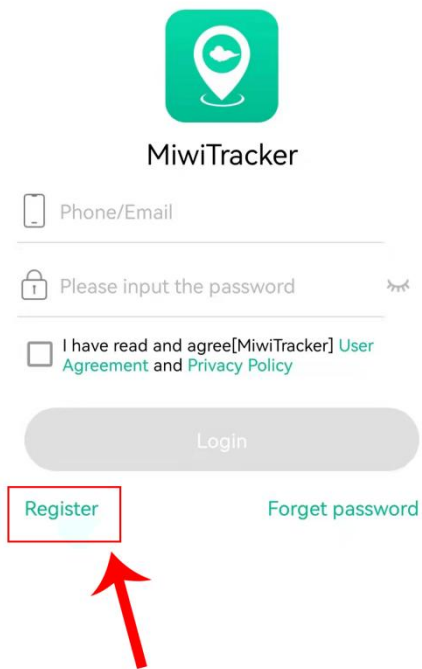 MiwiTracker
Phone/Email
Please input the password
I have read and agree[MiwiTracker] User
Agreement and Privacy Policy
Login
Register
Forget password